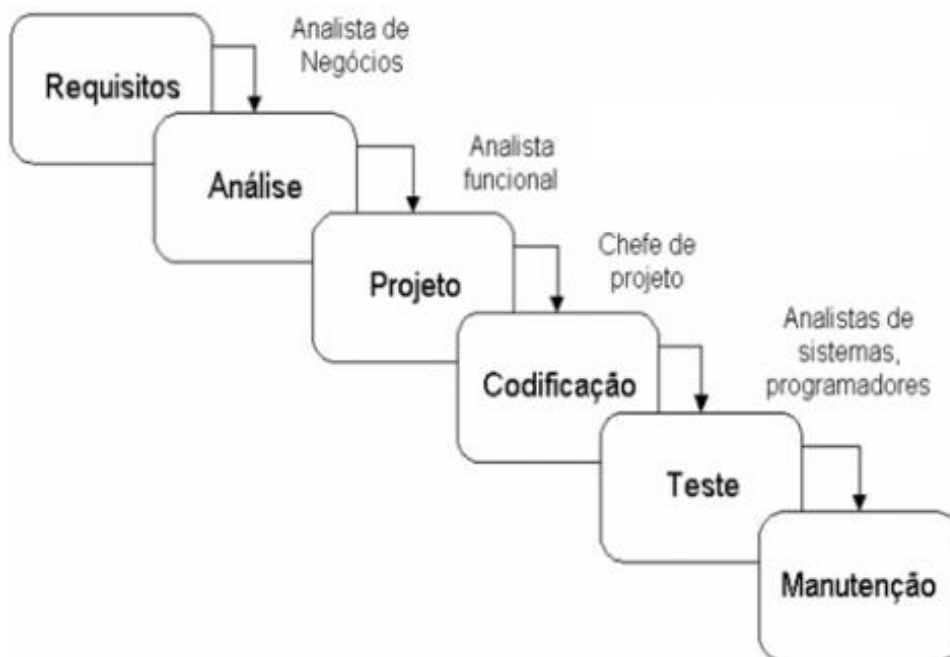 Requisitos
Analista de
Negócios
Análise
Analista
funcional
Projeto
Chefe de
projeto
Codificação
Analistas de
sistemas,
programadores
Teste
Manutenção